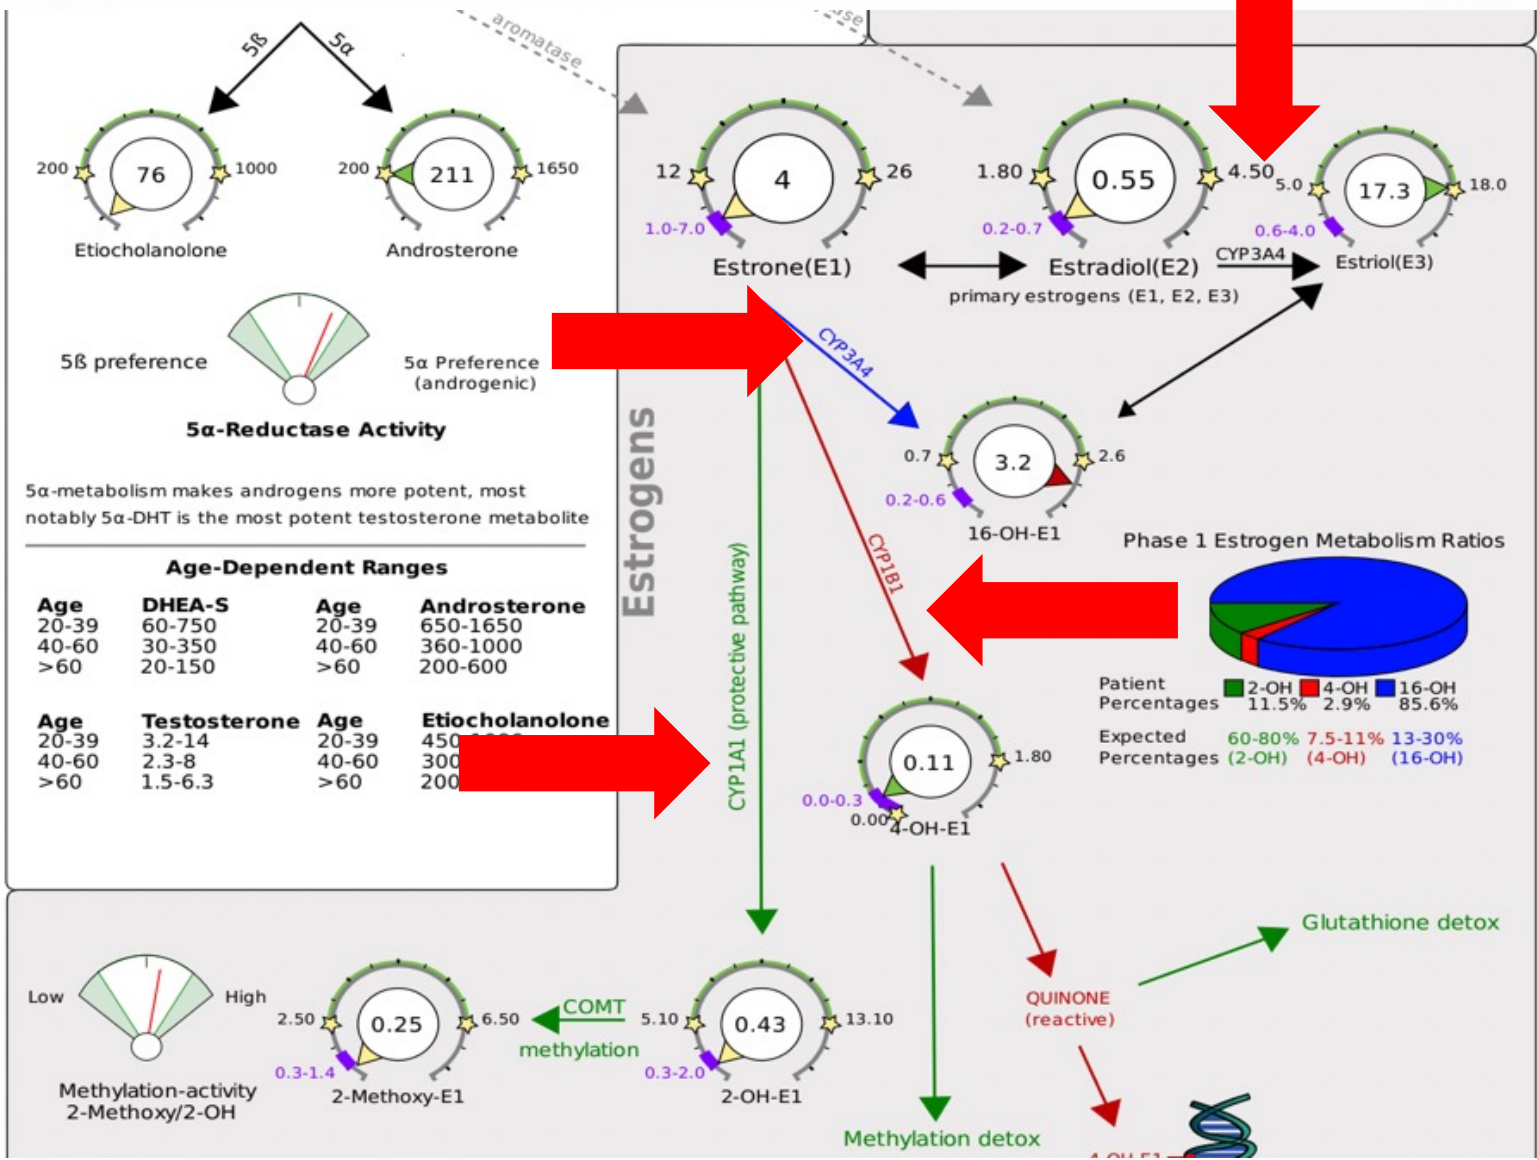 aromatase
5ß
5α
200
76
1000
Etiocholanolone
200
211
1650
Androsterone
12
4
26
1.0-7.0
Estrone(E1)
1.80
0.55
4.50
0.2-0.7
Estradiol(E2)
5.0
17.3
18.0
0.6-4.0
Estriol(E3)
CYP3A4
primary estrogens (E1, E2, E3)
5ß preference
5α Preference
(androgenic)
5α-Reductase Activity
5α-metabolism makes androgens more potent, most
notably 5α-DHT is the most potent testosterone metabolite
Age-Dependent Ranges
Age DHEA-S Age Androsterone
20-39 60-750 20-39 650-1650
40-60 30-350 40-60 360-1000
>60 20-150 >60 200-600
Age Testosterone Age Etiocholanolone
20-39 3.2-14 20-39
40-60 2.3-8 40-60 300
>60 1.5-6.3 >60 200
Estrogens
CYP3A4
CYP1B1
CYP1A1 (protective pathway)
0.7
3.2
2.6
0.2-0.6
16-OH-E1
Phase 1 Estrogen Metabolism Ratios
Patient 2-OH 4-OH 16-OH
Percentages 11.5% 2.9% 85.6%
Expected 60-80% 7.5-11% 13-30%
Percentages (2-OH) (4-OH) (16-OH)
0.11
1.80
0.0-0.3
0.00
4-OH-E1
Glutathione detox
QUINONE
(reactive)
Low
High
Methylation-activity
2-Methoxy/2-OH
2.50
0.25
6.50
0.3-1.4
2-Methoxy-E1
COMT
methylation
5.10
0.43
13.10
0.3-2.0
2-OH-E1
Methylation detox
4-OH-E1